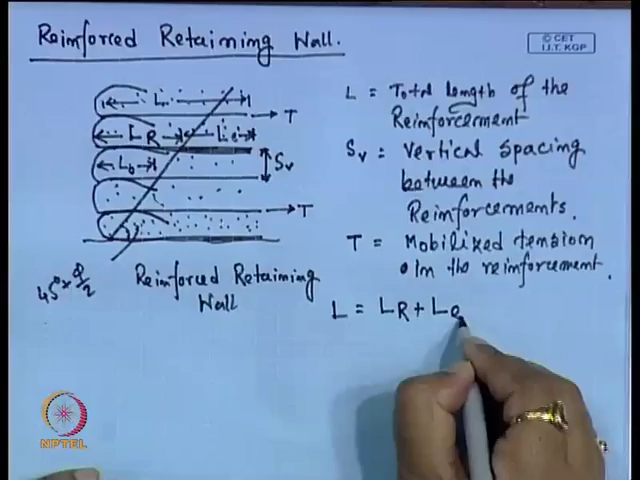 Reinforced Retaining Wall.
© CET
I.I.T. KGP
L
T
LR Le
Lb
Sv
T
45° + φ/2
Reinforced Retaining
Wall
L = Total length of the
Reinforcement
Sv = Vertical spacing
between the
Reinforcements.
T = Mobilized tension
in the reinforcement.
L = LR + Le
NPTEL